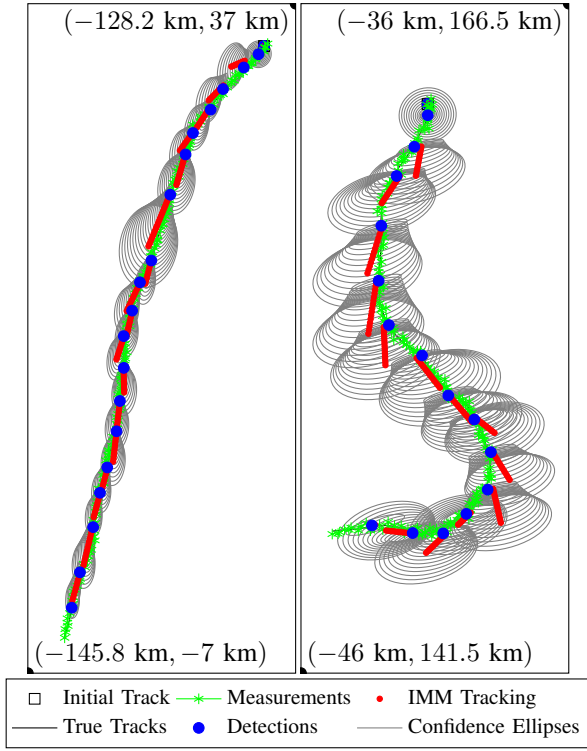 (−128.2 km, 37 km)
(−36 km, 166.5 km)
(−145.8 km, −7 km)
(−46 km, 141.5 km)
Initial Track Measurements IMM Tracking
True Tracks Detections Confidence Ellipses